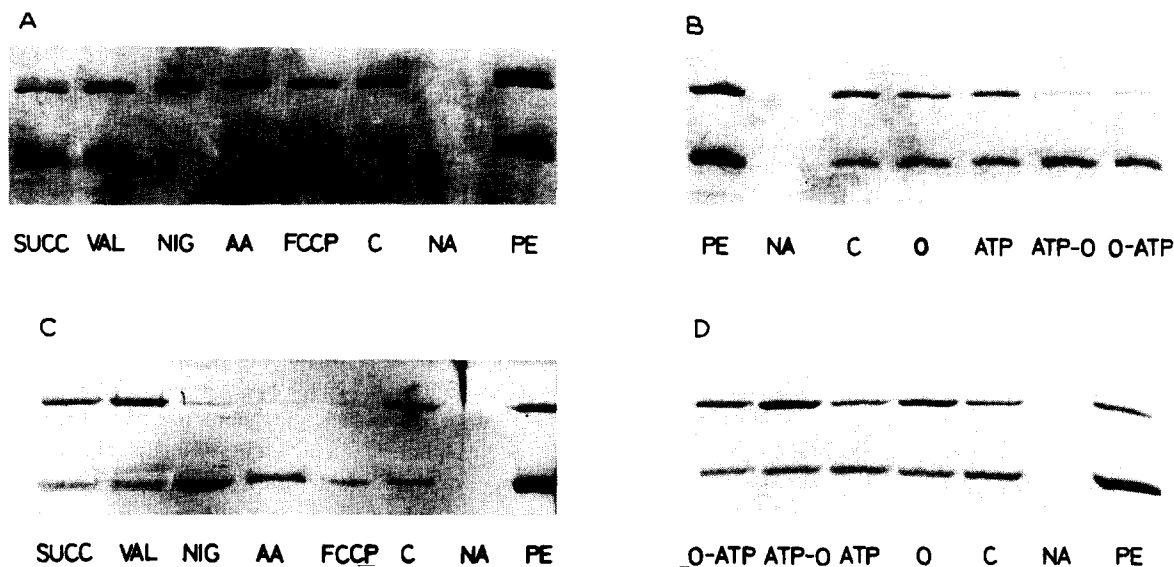 A
SUCC VAL NIG AA FCCP C NA PE
B
PE NA C O ATP ATP-O O-ATP
C
SUCC VAL NIG AA FCCP C NA PE
D
O-ATP ATP-O ATP O C NA PE